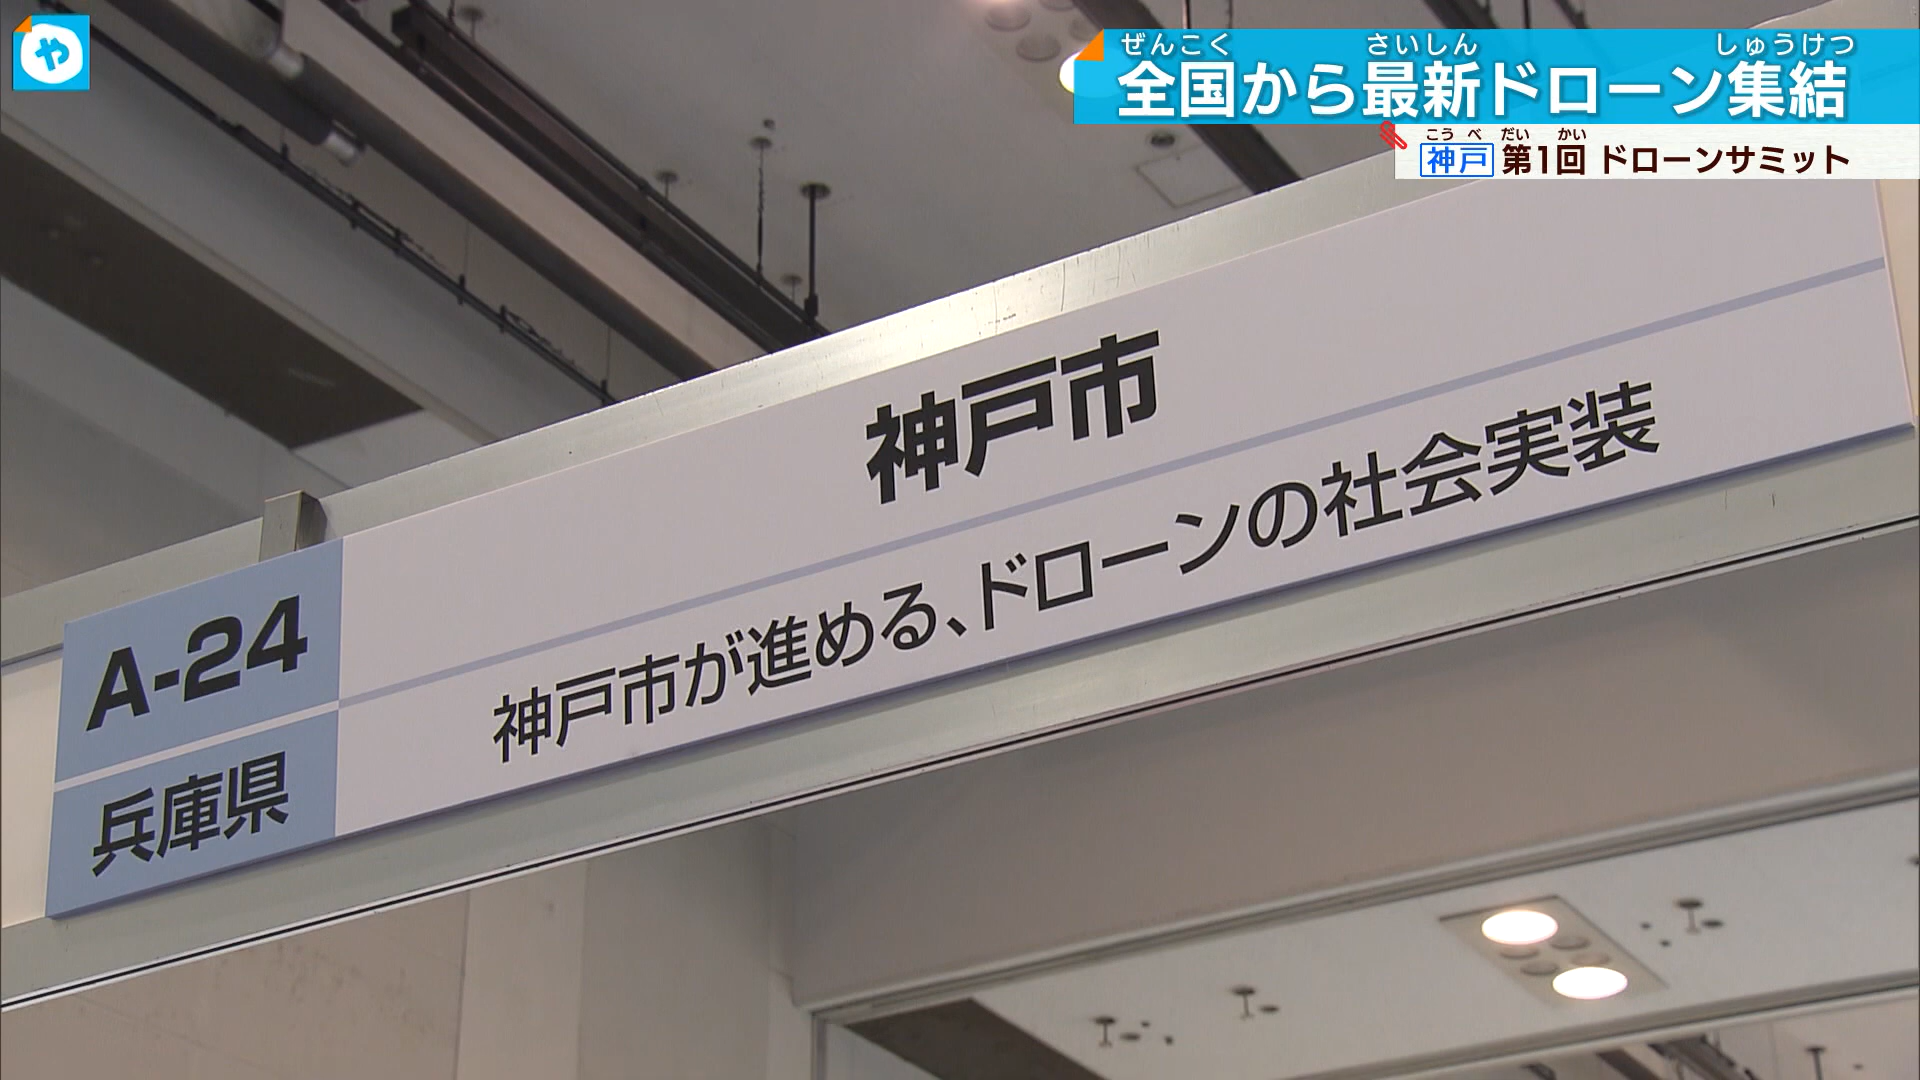 や
ぜんこく さいしん しゅうけつ
全国から最新ドローン集結
こうべ だい かい
神戸 第1回 ドローンサミット
神戸市
A-24
神戸市が進める、ドローンの社会実装
兵庫県